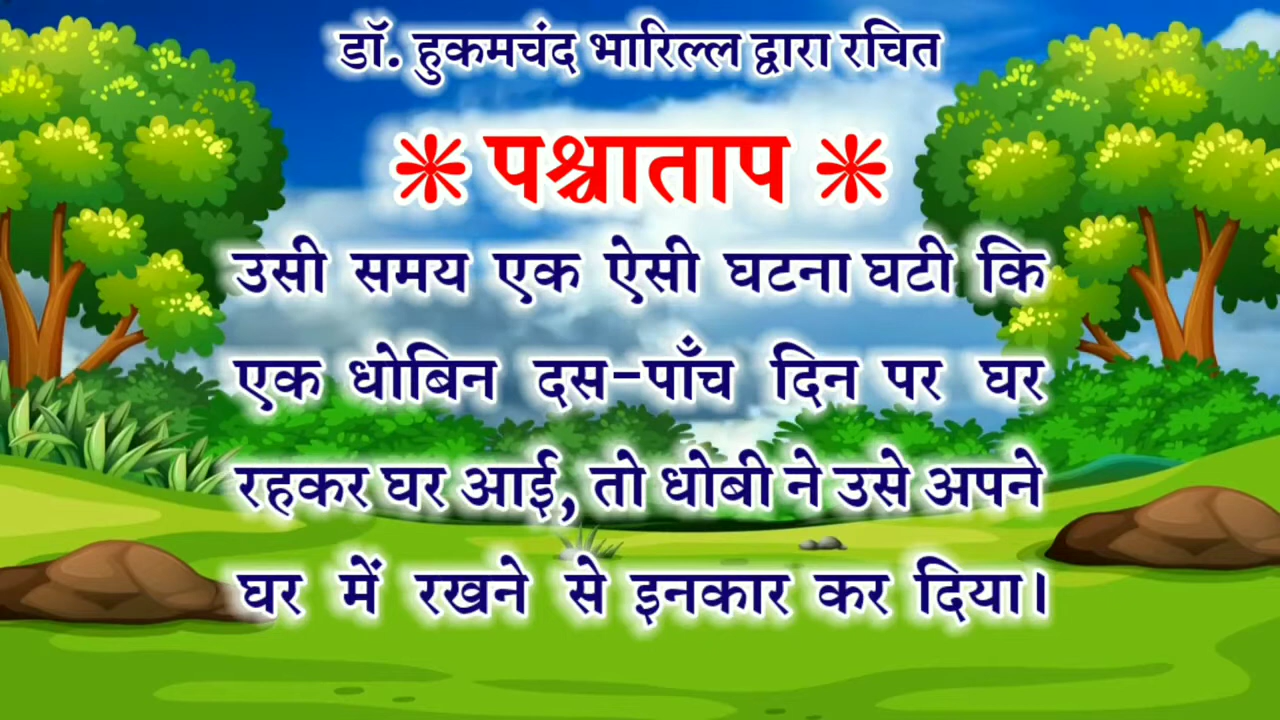 डॉ. हुकमचंद भारिल्ल द्वारा रचित
* पश्चाताप *
उसी समय एक ऐसी घटना घटी कि
एक धोबिन दस-पाँच दिन पर घर
रहकर घर आई, तो धोबी ने उसे अपने
घर में रखने से इनकार कर दिया।